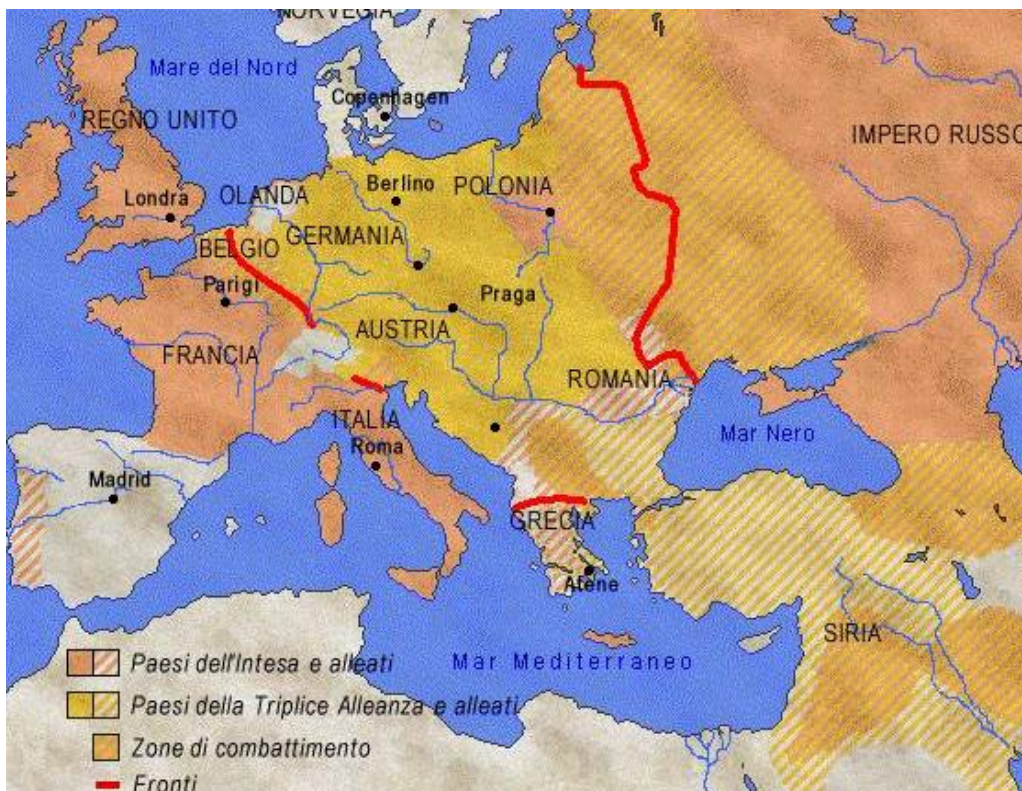 NORVEGIA
Mare del Nord
Copenhagen
REGNO UNITO
IMPERO RUSSO
Londra
OLANDA
Berlino
POLONIA
BELGIO
GERMANIA
Parigi
Praga
AUSTRIA
FRANCIA
ROMANIA
ITALIA
Mar Nero
Roma
Madrid
GRECIA
Atene
SIRIA
Paesi dell'Intesa e alleati
Mar Mediterraneo
Paesi della Triplice Alleanza e alleati
Zone di combattimento
Fronti